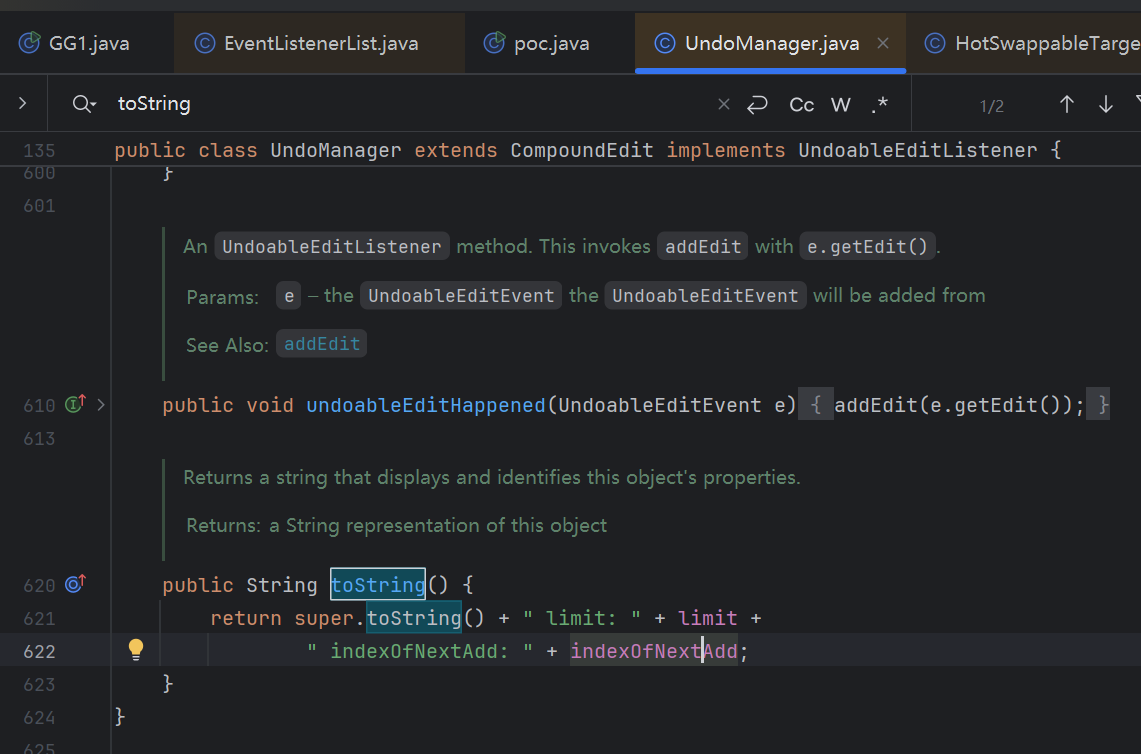 GG1.java EventListenerList.java poc.java UndoManager.java HotSwappableTarge
toString Cc W .* 1/2
135 public class UndoManager extends CompoundEdit implements UndoableEditListener {
600 }
601
An UndoableEditListener method. This invokes addEdit with e.getEdit().
Params: e – the UndoableEditEvent the UndoableEditEvent will be added from
See Also: addEdit
610 public void undoableEditHappened(UndoableEditEvent e) { addEdit(e.getEdit()); }
613
Returns a string that displays and identifies this object's properties.
Returns: a String representation of this object
620 public String toString() {
621 return super.toString() + " limit: " + limit +
622 " indexOfNextAdd: " + indexOfNextAdd;
623 }
624 }
625